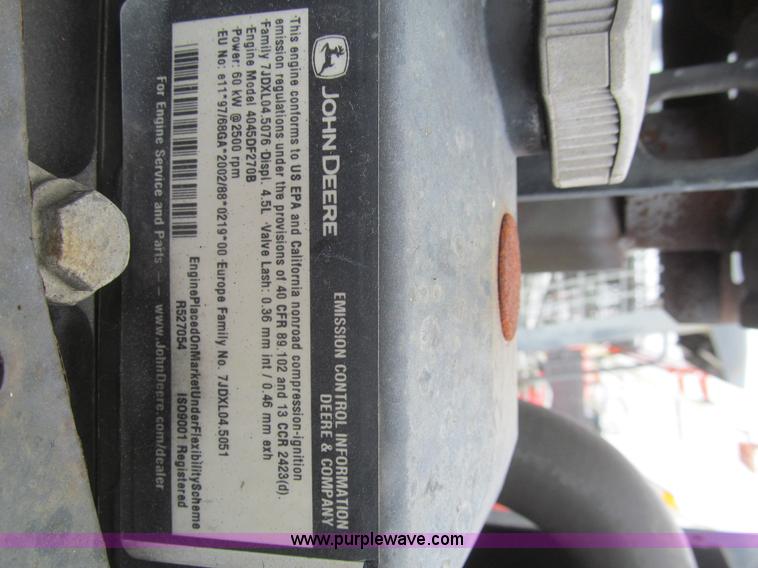 JOHN DEERE
EMISSION CONTROL INFORMATION
DEERE & COMPANY
·This engine conforms to US EPA and California nonroad compression-ignition
emission regulations under the provisions of 40 CFR 89.102 and 13 CCR 2423(d).
·Family 7JDXL04.5076 ·Displ. 4.5L ·Valve Lash: 0.36 mm int / 0.46 mm exh
·Engine Model 4045DF270B
·Power: 60 kW @2500 rpm
·EU No: e11*97/68GA*2002/88*0219*00 ·Europe Family No. 7JDXL04.5051
EnginePlacedOnMarketUnderFlexibilityScheme
R527054 ISO9001 Registered
For Engine Service and Parts -- www.JohnDeere.com/dealer
www.purplewave.com